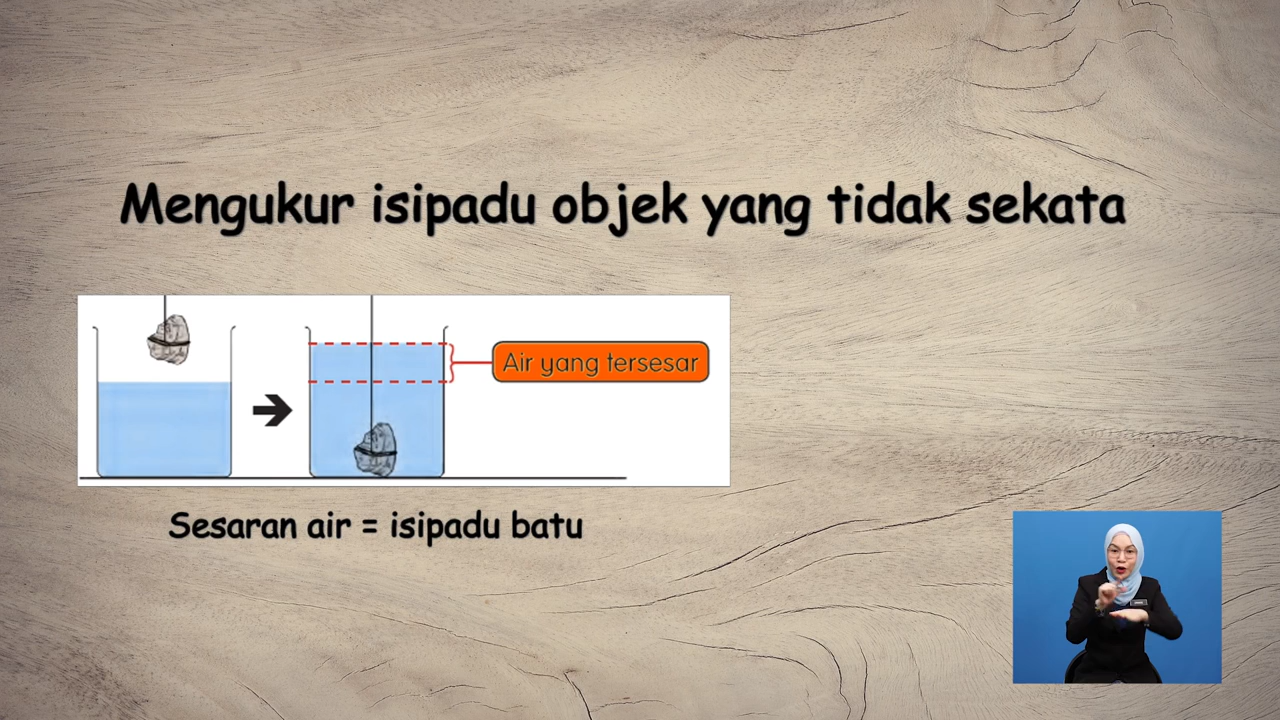 Mengukur isipadu objek yang tidak sekata
Air yang tersesar
Sesaran air = isipadu batu